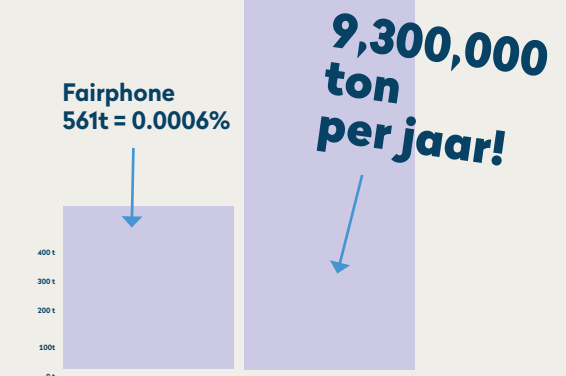 9,300,000
ton
per jaar!
Fairphone
561t = 0.0006%
400 t
300 t
200 t
100t